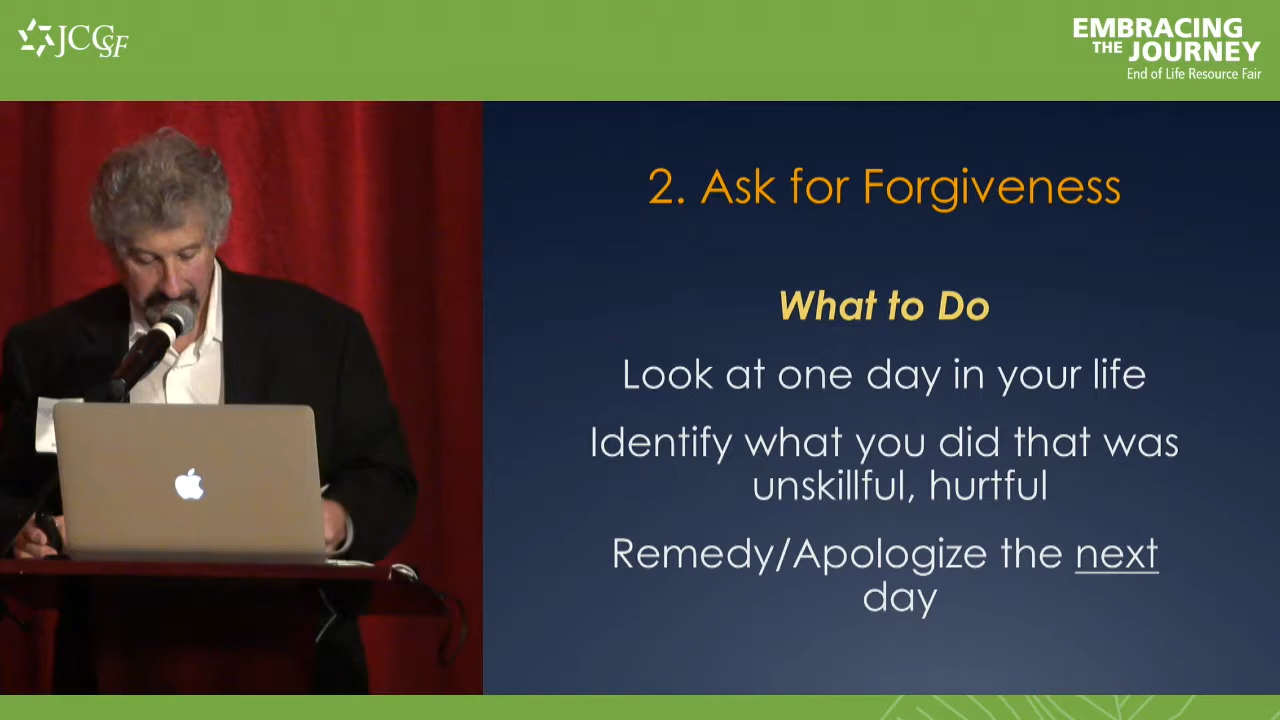 JCCSF
EMBRACING
THE JOURNEY
End of Life Resource Fair
2. Ask for Forgiveness
What to Do
Look at one day in your life
Identify what you did that was
unskillful, hurtful
Remedy/Apologize the next
day